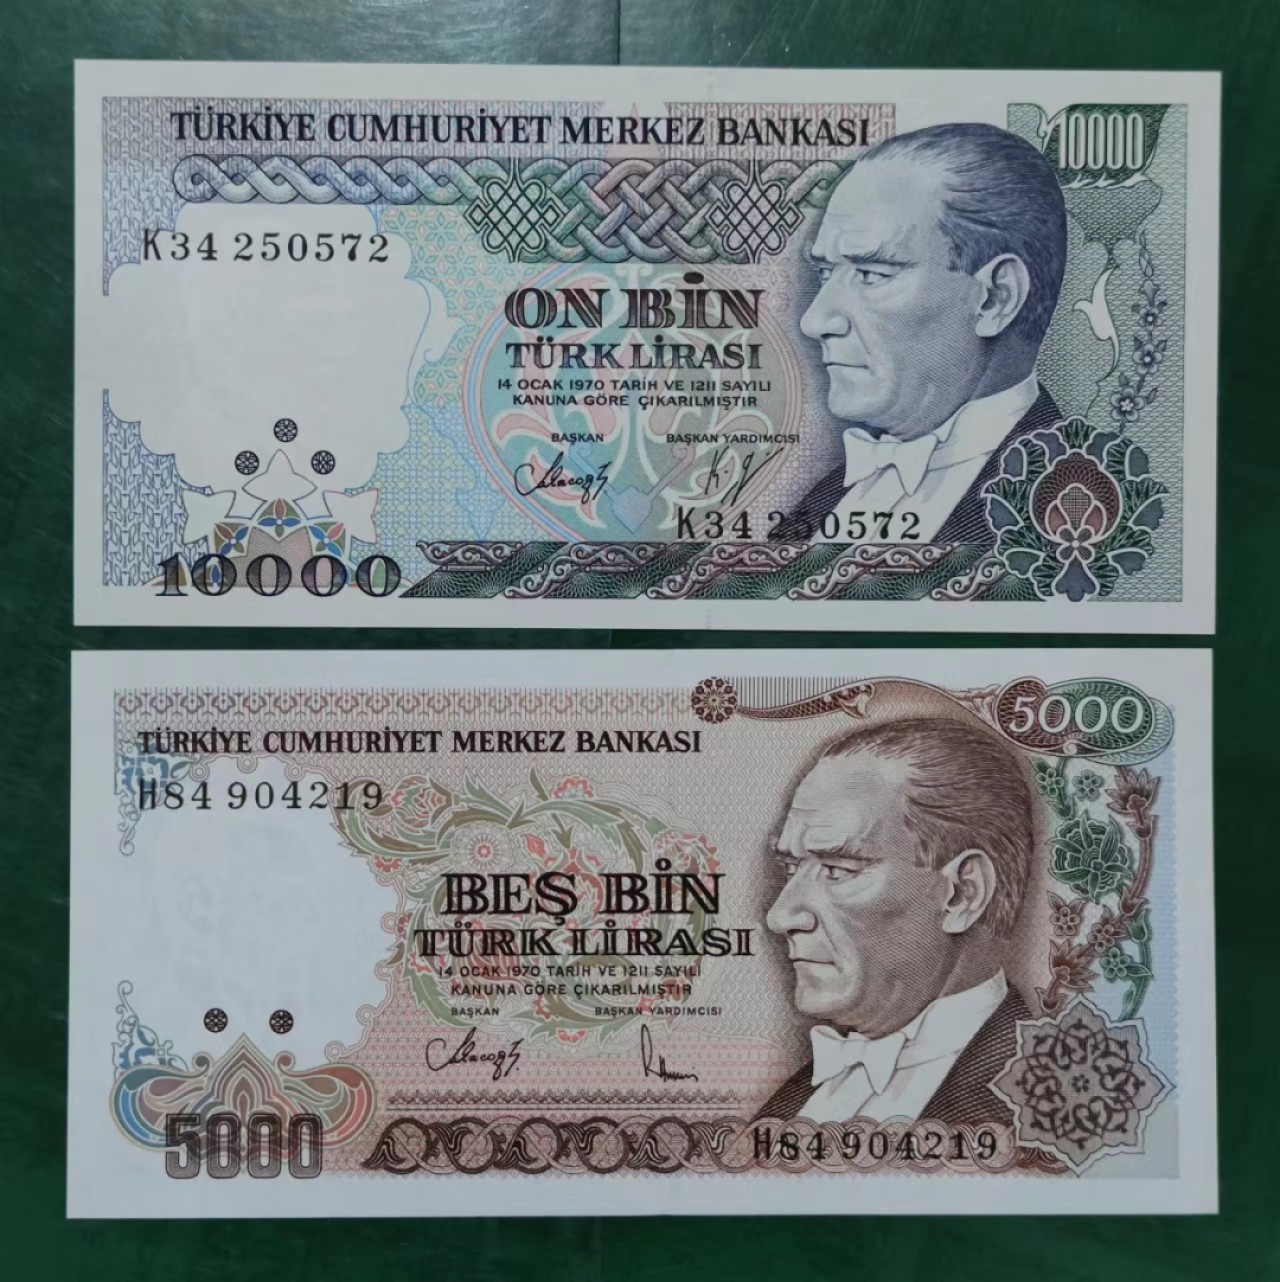 TÜRKİYE CUMHURİYET MERKEZ BANKASI
10000
K34 250572
ON BİN
TÜRK LİRASI
14 OCAK 1970 TARİH VE 1211 SAYILI
KANUNA GÖRE ÇIKARILMIŞTIR
BAŞKAN BAŞKAN YARDIMCISI
K34 250572
10000
5000
TÜRKİYE CUMHURİYET MERKEZ BANKASI
H84 904219
BEŞ BİN
TÜRK LİRASI
14 OCAK 1970 TARİH VE 1211 SAYILI
KANUNA GÖRE ÇIKARILMIŞTIR
BAŞKAN BAŞKAN YARDIMCISI
5000
H84 904219